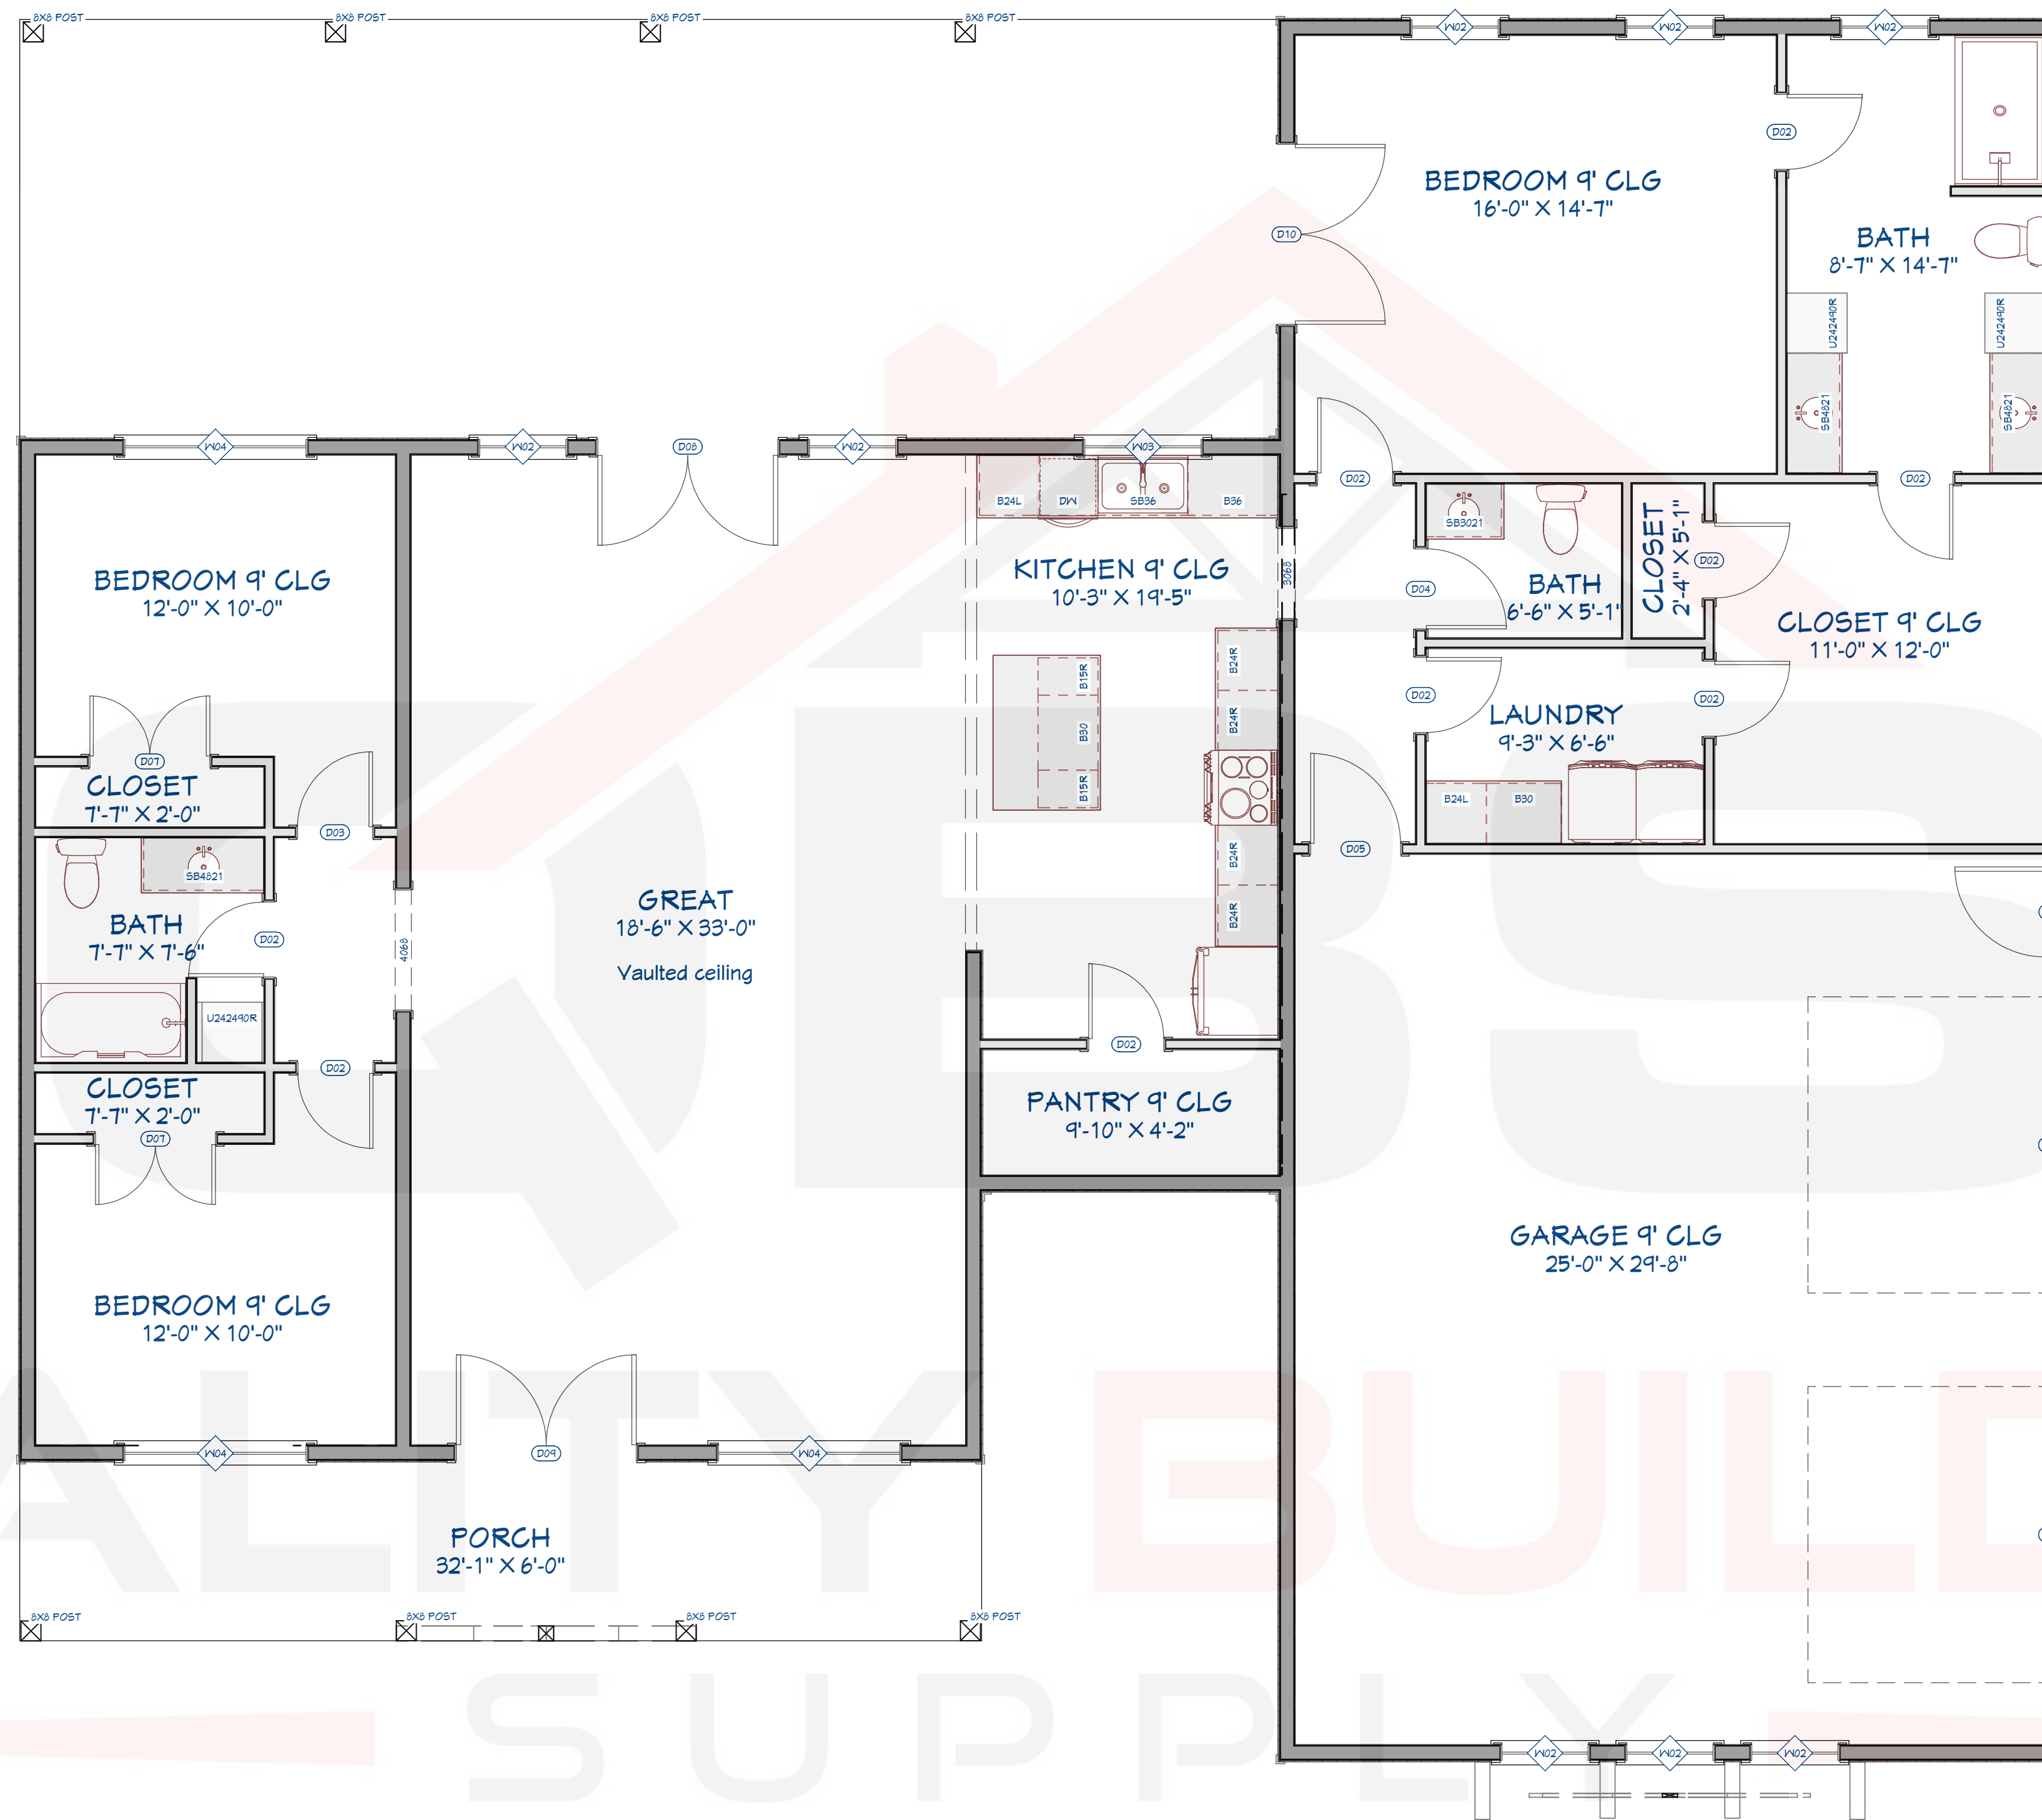 8X8 POST
8X8 POST
8X8 POST
8X8 POST
W02
W02
W02
D02
BEDROOM 9' CLG
16'-0" X 14'-7"
D10
BATH
8'-7" X 14'-7"
U242490R
U242490R
SB4821
SB4821
W04
W02
D08
W02
W03
D02
D02
B24L
DW
SB36
B36
SB3021
CLOSET
2'-4" X 5'-1"
D02
BEDROOM 9' CLG
12'-0" X 10'-0"
KITCHEN 9' CLG
10'-3" X 19'-5"
3068
D04
BATH
6'-6" X 5'-1"
CLOSET 9' CLG
11'-0" X 12'-0"
B15R
B30
B15R
B24R
B24R
D02
D02
LAUNDRY
9'-3" X 6'-6"
D07
CLOSET
7'-7" X 2'-0"
B24L
B30
D03
D05
SB4821
B24R
B24R
BATH
7'-7" X 7'-6"
D02
4068
GREAT
18'-6" X 33'-0"
Vaulted ceiling
U242490R
D02
D02
CLOSET
7'-7" X 2'-0"
D07
PANTRY 9' CLG
9'-10" X 4'-2"
GARAGE 9' CLG
25'-0" X 29'-8"
BEDROOM 9' CLG
12'-0" X 10'-0"
W04
D09
W04
PORCH
32'-1" X 6'-0"
8X8 POST
8X8 POST
8X8 POST
8X8 POST
W02
W02
W02
QBS
ALITY BUILD
SUPPLY